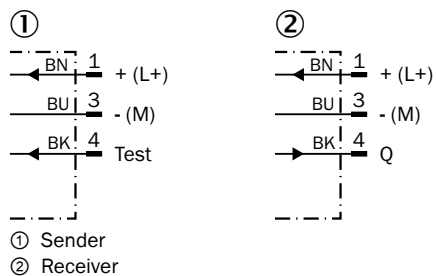 ① ②
BN 1 + (L+) BN 1 + (L+)
BU 3 - (M) BU 3 - (M)
BK 4 Test BK 4 Q
① Sender
② Receiver